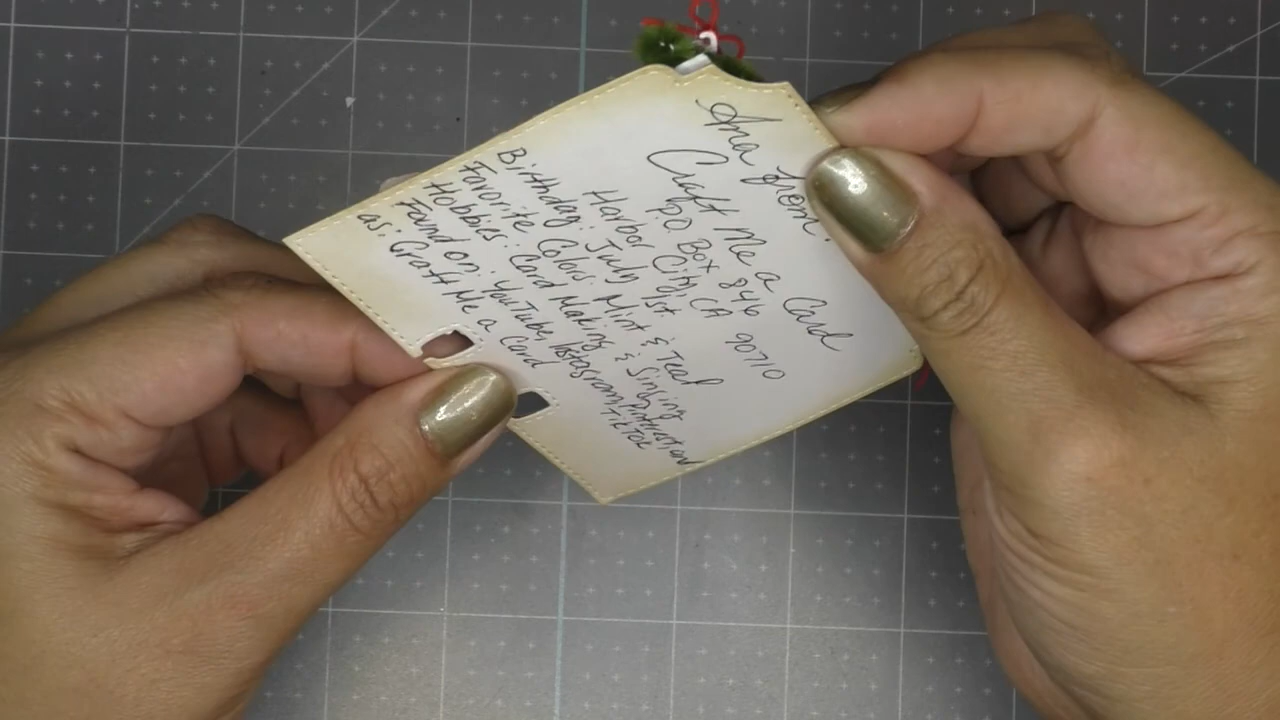 Ana from:
Craft Me a Card
PO Box 846
Harbor City, CA 90710
Birthday: July 1st
Favorite Colors: Mint & Teal
Hobbies: Card Making & Singing
Found on: YouTube, Instagram, Pinterest and TikTok
as: Craft Me a Card